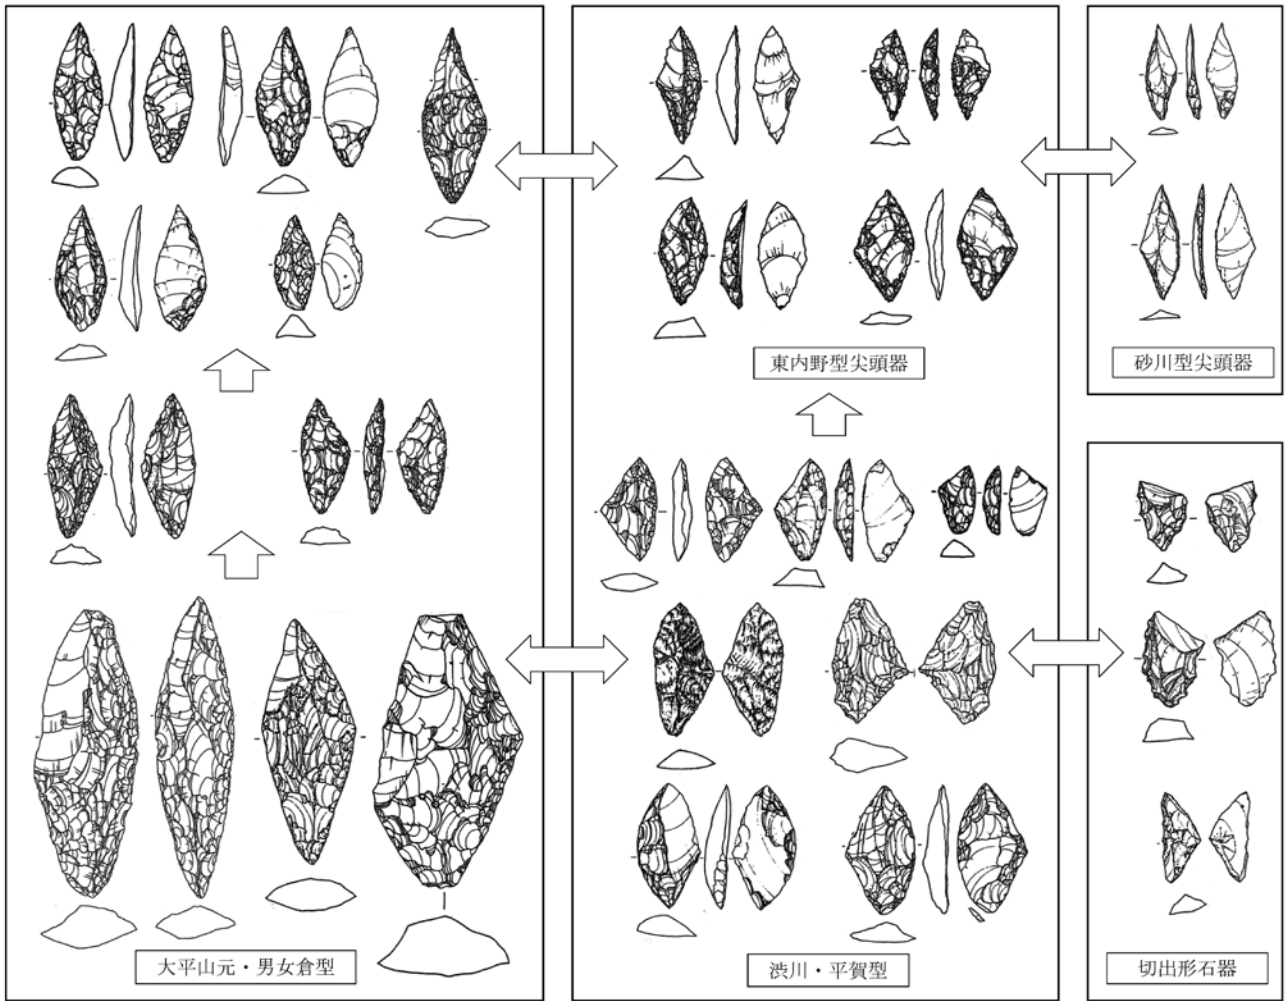 東内野型尖頭器
砂川型尖頭器
大平山元・男女倉型
渋川・平賀型
切出形石器